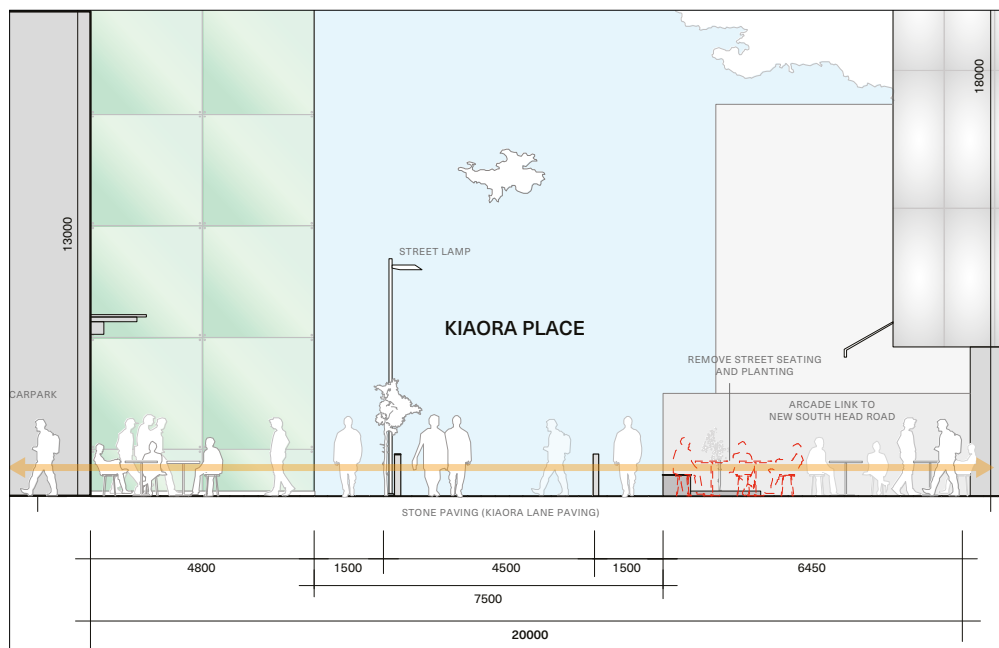 18000
13000
STREET LAMP
KIAORA PLACE
REMOVE STREET SEATING
AND PLANTING
CARPARK
ARCADE LINK TO
NEW SOUTH HEAD ROAD
STONE PAVING (KIAORA LANE PAVING)
4800
1500
4500
1500
6450
7500
20000